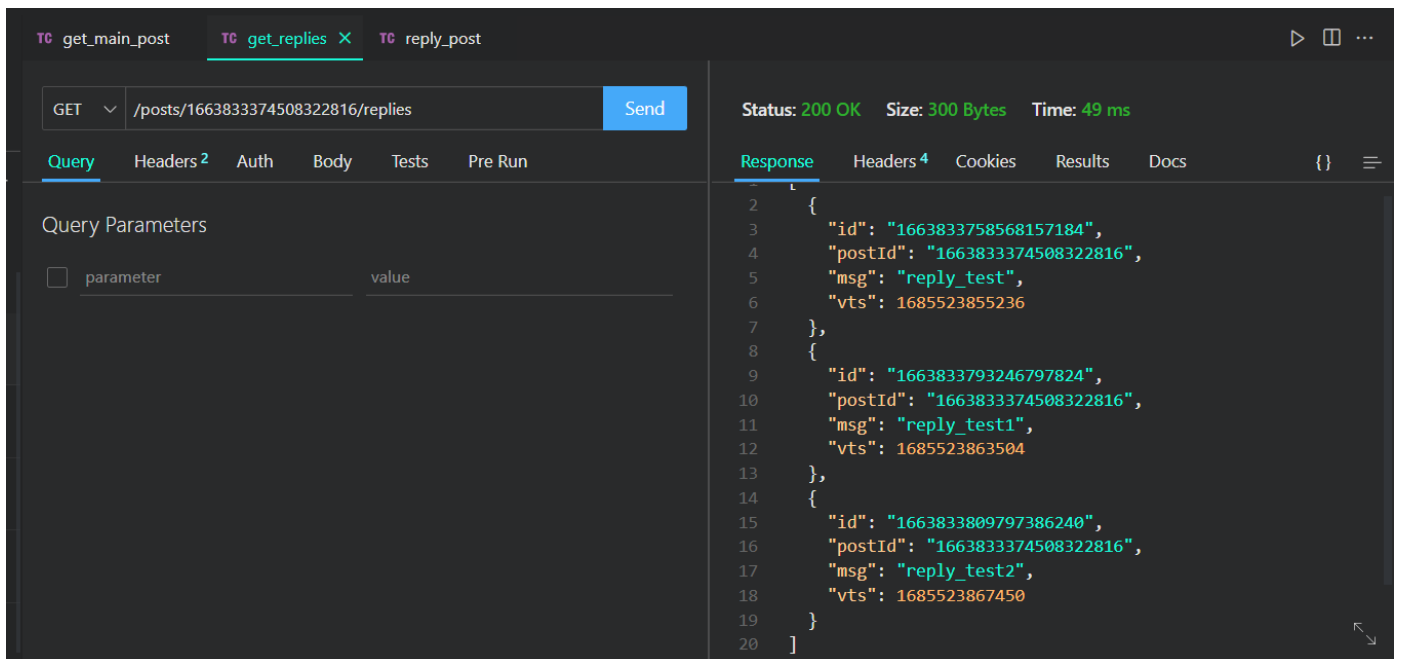 TC get_main_post TC get_replies × TC reply_post
GET /posts/1663833374508322816/replies Send
Query Headers 2 Auth Body Tests Pre Run
Query Parameters
parameter value
Status: 200 OK Size: 300 Bytes Time: 49 ms
Response Headers 4 Cookies Results Docs {}
2 {
3 "id": "1663833758568157184",
4 "postId": "1663833374508322816",
5 "msg": "reply_test",
6 "vts": 1685523855236
7 },
8 {
9 "id": "1663833793246797824",
10 "postId": "1663833374508322816",
11 "msg": "reply_test1",
12 "vts": 1685523863504
13 },
14 {
15 "id": "1663833809797386240",
16 "postId": "1663833374508322816",
17 "msg": "reply_test2",
18 "vts": 1685523867450
19 }
20 ]